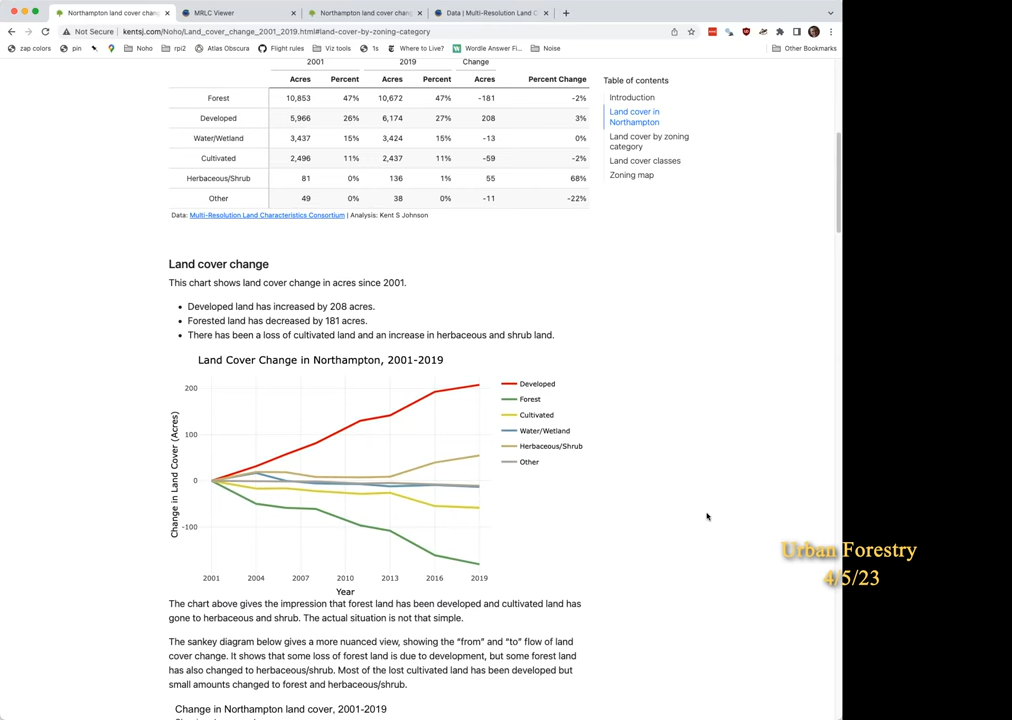 Northampton land cover chan
MRLC Viewer
Northampton land cover chan
Data | Multi-Resolution Land C
Not Secure | kentsj.com/Noho/Land_cover_change_2001_2019.html#land-cover-by-zoning-category
zap colors pin Noho rpi2 Atlas Obscura Flight rules Viz tools 1s Where to Live? Wordle Answer Fi... Noise Other Bookmarks
2001 2019 Change
Acres Percent Acres Percent Acres Percent Change
Forest 10,853 47% 10,672 47% -181 -2%
Developed 5,966 26% 6,174 27% 208 3%
Water/Wetland 3,437 15% 3,424 15% -13 0%
Cultivated 2,496 11% 2,437 11% -59 -2%
Herbaceous/Shrub 81 0% 136 1% 55 68%
Other 49 0% 38 0% -11 -22%
Data: Multi-Resolution Land Characteristics Consortium | Analysis: Kent S Johnson
Table of contents
Introduction
Land cover in
Northampton
Land cover by zoning
category
Land cover classes
Zoning map
Land cover change
This chart shows land cover change in acres since 2001.
• Developed land has increased by 208 acres.
• Forested land has decreased by 181 acres.
• There has been a loss of cultivated land and an increase in herbaceous and shrub land.
Land Cover Change in Northampton, 2001-2019
Change in Land Cover (Acres)
200
100
0
-100
2001 2004 2007 2010 2013 2016 2019
Year
Developed
Forest
Cultivated
Water/Wetland
Herbaceous/Shrub
Other
Urban Forestry
4/5/23
The chart above gives the impression that forest land has been developed and cultivated land has
gone to herbaceous and shrub. The actual situation is not that simple.
The sankey diagram below gives a more nuanced view, showing the “from” and “to” flow of land
cover change. It shows that some loss of forest land is due to development, but some forest land
has also changed to herbaceous/shrub. Most of the lost cultivated land has been developed but
small amounts changed to forest and herbaceous/shrub.
Change in Northampton land cover, 2001-2019